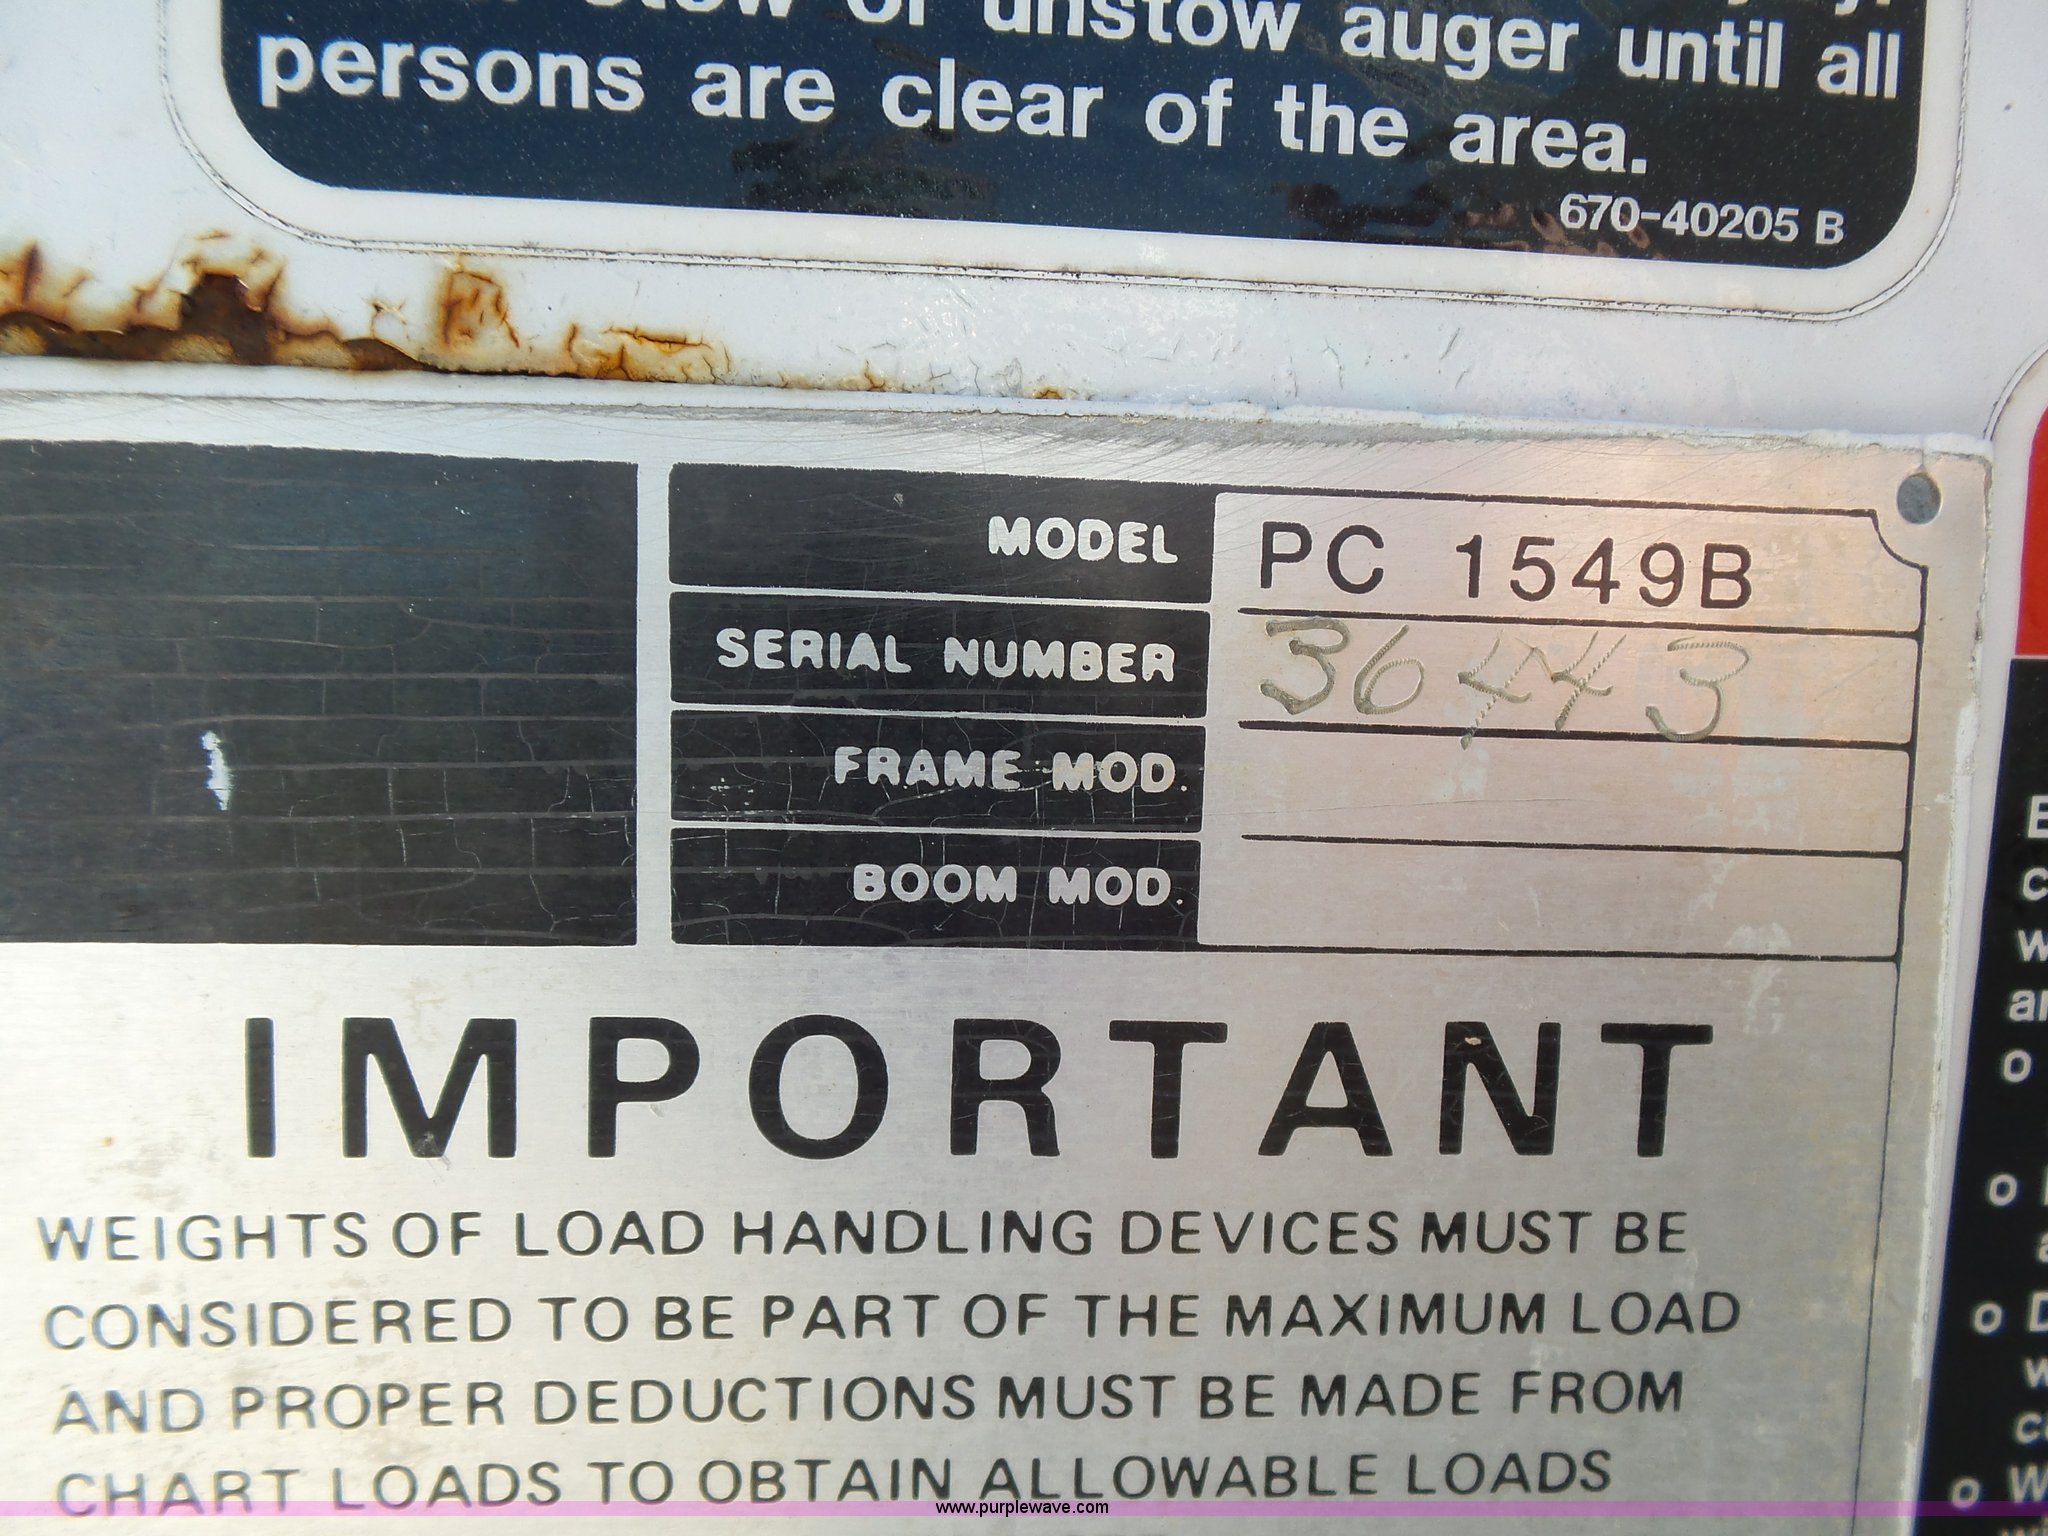 stow or unstow auger until all
persons are clear of the area.
670-40205 B
MODEL PC 1549B
SERIAL NUMBER 36443
FRAME MOD.
BOOM MOD.
IMPORTANT
WEIGHTS OF LOAD HANDLING DEVICES MUST BE
CONSIDERED TO BE PART OF THE MAXIMUM LOAD
AND PROPER DEDUCTIONS MUST BE MADE FROM
CHART LOADS TO OBTAIN ALLOWABLE LOADS
www.purplewave.com